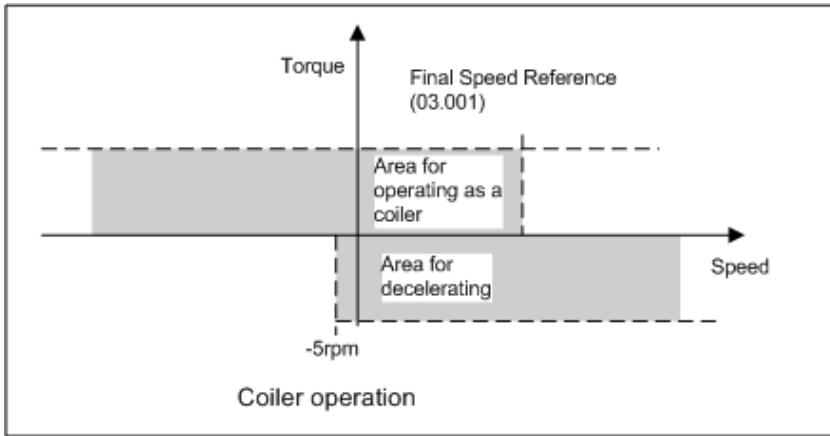 Torque
Final Speed Reference
(03.001)
Area for
operating as a
coiler
Area for
decelerating
Speed
-5rpm
Coiler operation